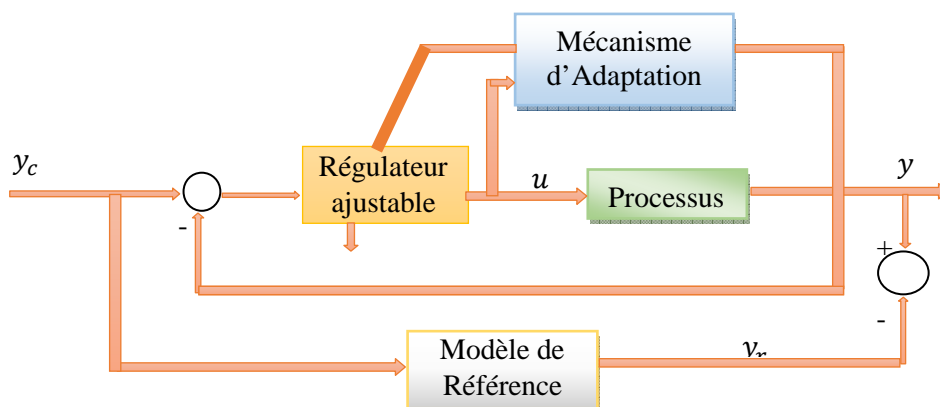 Mécanisme
d'Adaptation
y_c
Régulateur
ajustable
u
Processus
y
-
+
-
Modèle de
Référence
y_r